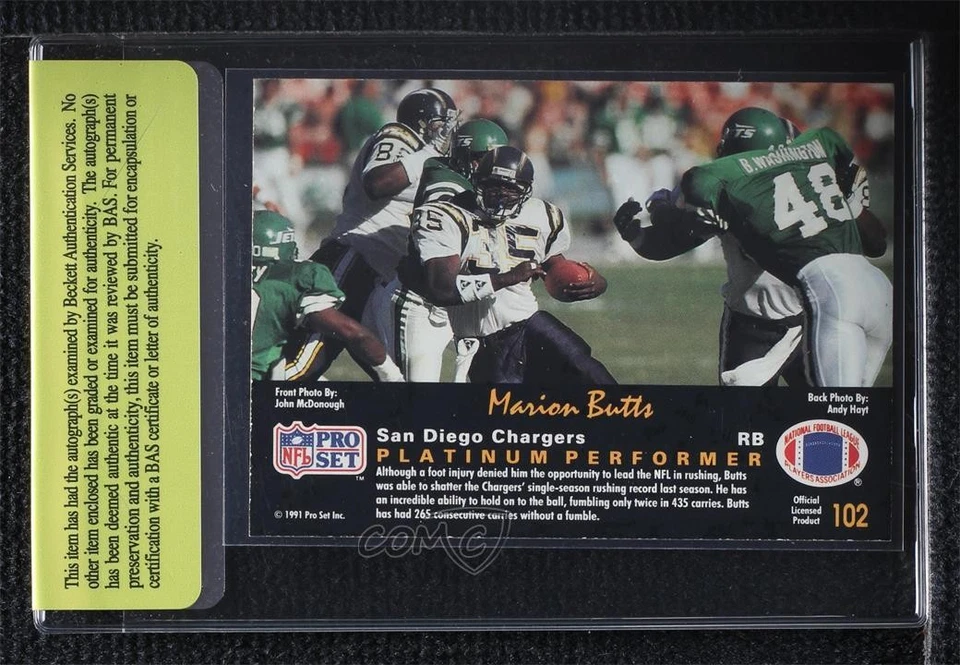 This item has had the autograph(s) examined by Beckett Authentication Services. No
other item enclosed has been graded or examined for authenticity. The autograph(s)
has been deemed authentic at the time it was reviewed by BAS. For permanent
preservation and authenticity, this item must be submitted for encapsulation or
certification with a BAS certificate or letter of authenticity.
TS
B. WASHINGTON
48
8
35
35
JETS
Front Photo By:
John McDonough
Marion Butts
Back Photo By:
Andy Hayt
NFL PRO SET ™
San Diego Chargers RB
PLATINUM PERFORMER
Although a foot injury denied him the opportunity to lead the NFL in rushing, Butts
was able to shatter the Chargers' single-season rushing record last season. He has
an incredible ability to hold on to the ball, fumbling only twice in 435 carries. Butts
has had 265 consecutive carries without a fumble.
NATIONAL FOOTBALL LEAGUE
PLAYERS ASSOCIATION ®
Official
Licensed
Product 102
© 1991 Pro Set Inc.
COMC